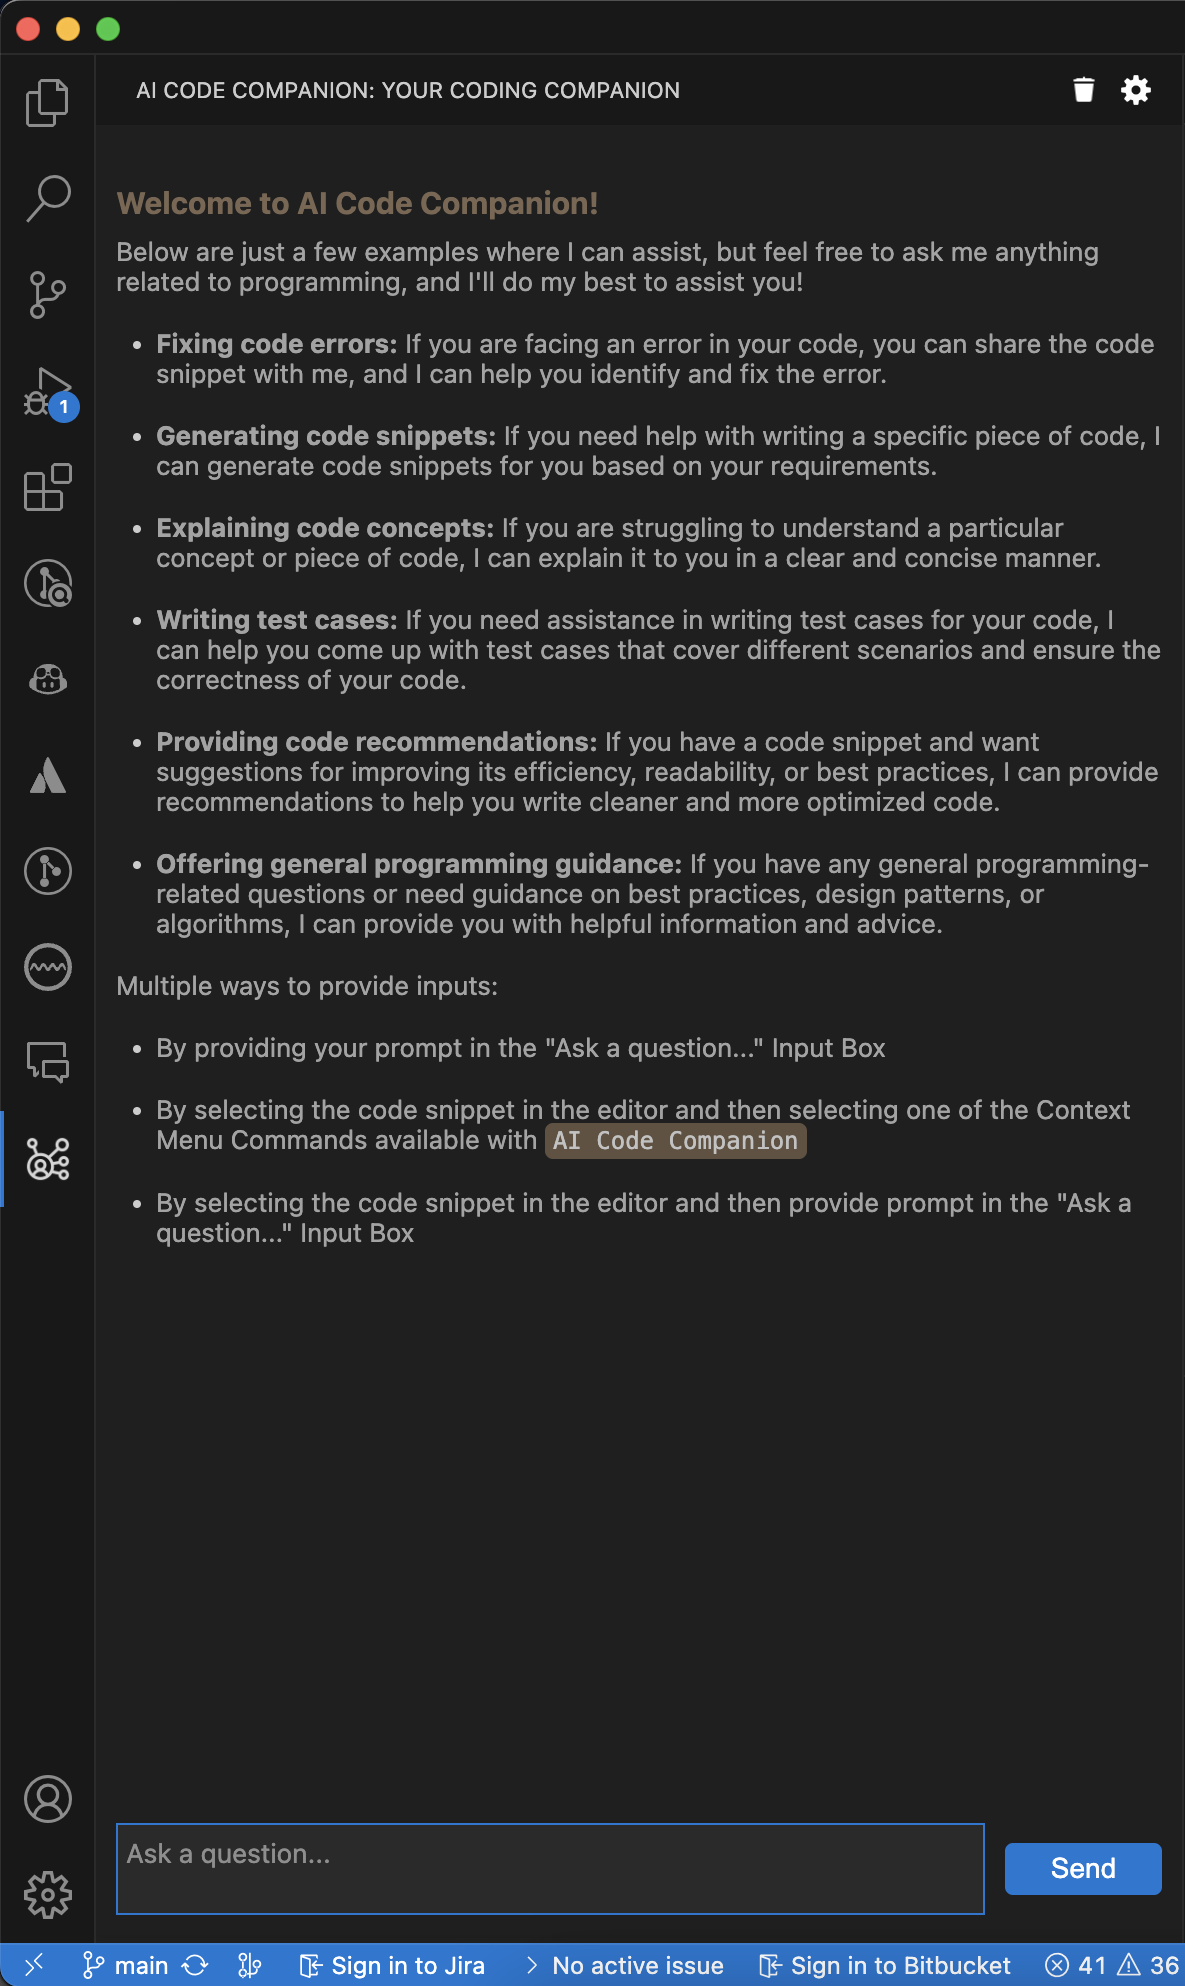 AI CODE COMPANION: YOUR CODING COMPANION
Welcome to AI Code Companion!
Below are just a few examples where I can assist, but feel free to ask me anything
related to programming, and I'll do my best to assist you!
• Fixing code errors: If you are facing an error in your code, you can share the code
snippet with me, and I can help you identify and fix the error.
• Generating code snippets: If you need help with writing a specific piece of code, I
can generate code snippets for you based on your requirements.
• Explaining code concepts: If you are struggling to understand a particular
concept or piece of code, I can explain it to you in a clear and concise manner.
• Writing test cases: If you need assistance in writing test cases for your code, I
can help you come up with test cases that cover different scenarios and ensure the
correctness of your code.
• Providing code recommendations: If you have a code snippet and want
suggestions for improving its efficiency, readability, or best practices, I can provide
recommendations to help you write cleaner and more optimized code.
• Offering general programming guidance: If you have any general programming-
related questions or need guidance on best practices, design patterns, or
algorithms, I can provide you with helpful information and advice.
Multiple ways to provide inputs:
• By providing your prompt in the "Ask a question..." Input Box
• By selecting the code snippet in the editor and then selecting one of the Context
Menu Commands available with AI Code Companion
• By selecting the code snippet in the editor and then provide prompt in the "Ask a
question..." Input Box
1
Ask a question...
Send
main Sign in to Jira No active issue Sign in to Bitbucket 41 36